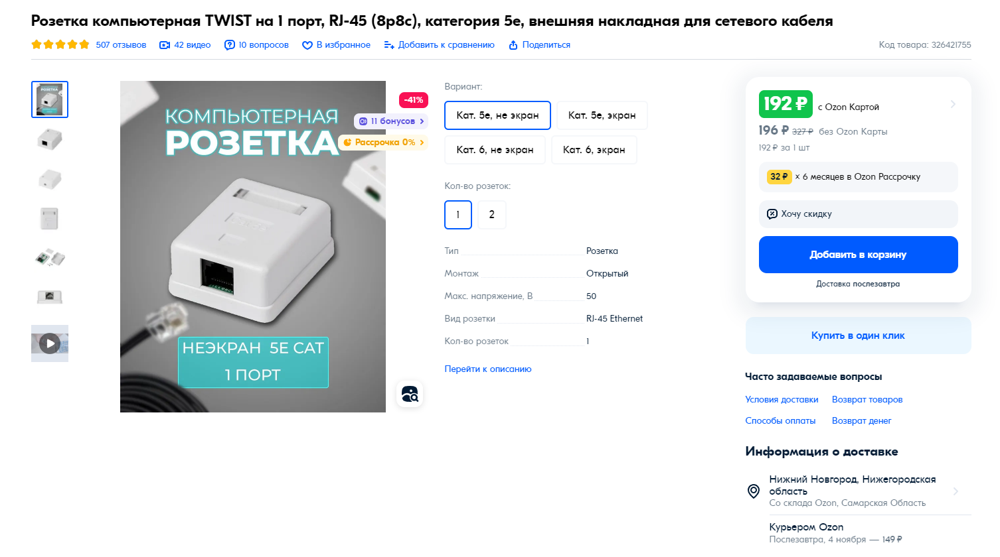 Розетка компьютерная TWIST на 1 порт, RJ-45 (8p8c), категория 5e, внешняя накладная для сетевого кабеля
507 отзывов
42 видео
10 вопросов
В избранное
Добавить к сравнению
Поделиться
Код товара: 326421755
КОМПЬЮТЕРНАЯ
РОЗЕТКА
-41%
11 бонусов
Рассрочка 0%
НЕЭКРАН 5E CAT
1 ПОРТ
Вариант:
Кат. 5е, не экран
Кат. 5е, экран
Кат. 6, не экран
Кат. 6, экран
Кол-во розеток:
1
2
Тип Розетка
Монтаж Открытый
Макс. напряжение, В 50
Вид розетки RJ-45 Ethernet
Кол-во розеток 1
Перейти к описанию
192 ₽ с Ozon Картой
196 ₽ 327 ₽ без Ozon Карты
192 ₽ за 1 шт
32 ₽ × 6 месяцев в Ozon Рассрочку
Хочу скидку
Добавить в корзину
Доставка послезавтра
Купить в один клик
Часто задаваемые вопросы
Условия доставки
Возврат товаров
Способы оплаты
Возврат денег
Информация о доставке
Нижний Новгород, Нижегородская
область
Со склада Ozon, Самарская Область
Курьером Ozon
Послезавтра, 4 ноября — 149 ₽